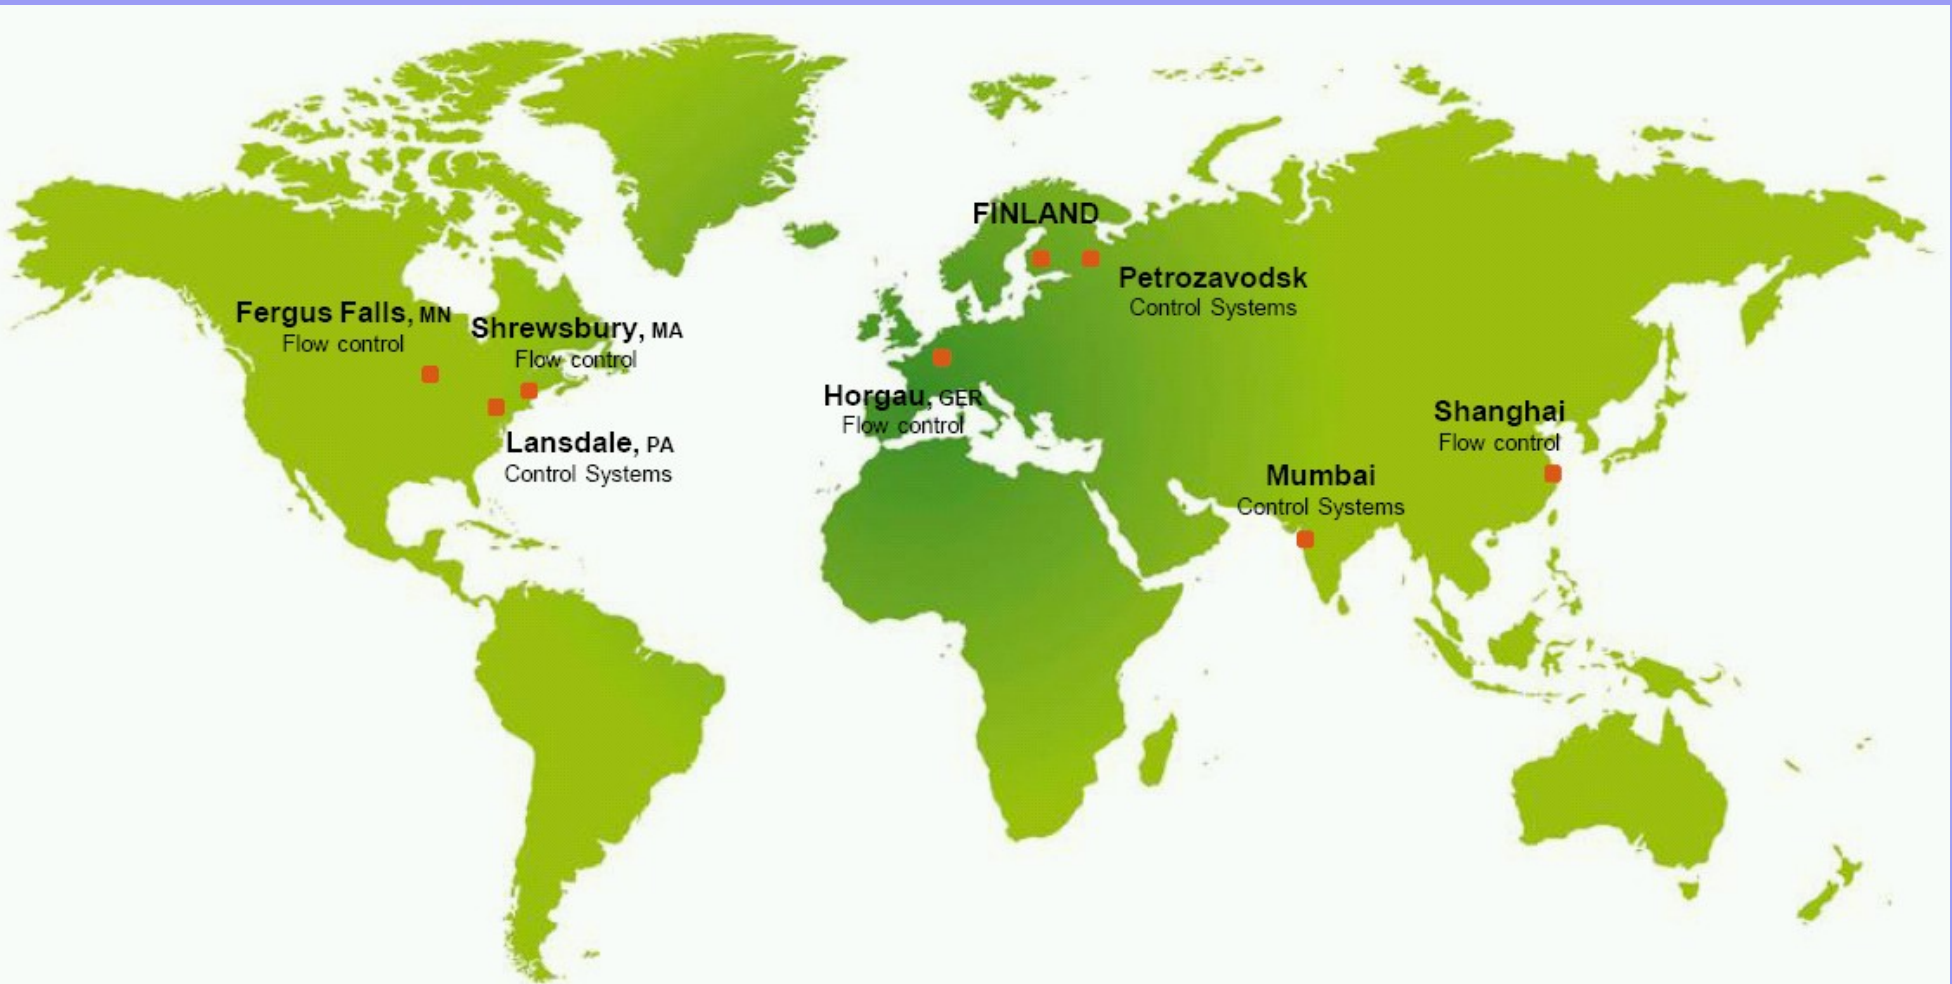 FINLAND
Petrozavodsk
Control Systems
Fergus Falls, MN
Flow control
Shrewsbury, MA
Flow control
Horgau, GER
Flow control
Lansdale, PA
Control Systems
Shanghai
Flow control
Mumbai
Control Systems